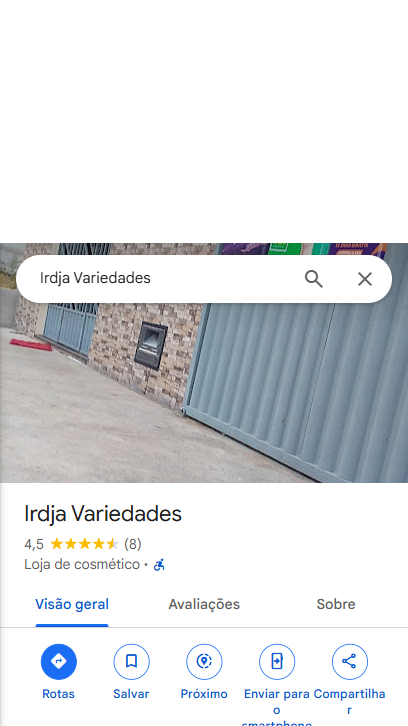 Irdja Variedades
Irdja Variedades
4,5 (8)
Loja de cosmético ·
Visão geral Avaliações Sobre
Rotas Salvar Próximo Enviar para o smartphone Compartilhar